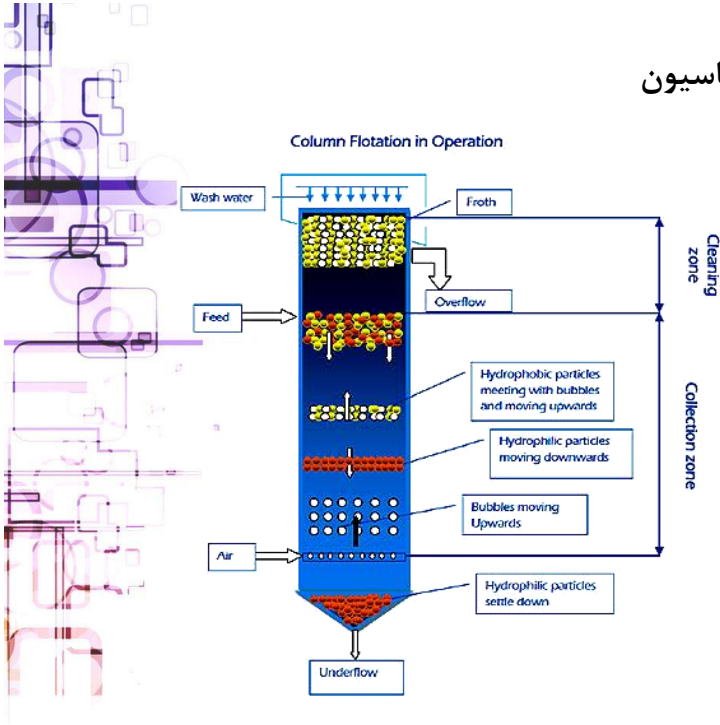 Column Flotation in Operation
Wash water
Froth
Overflow
Cleaning
zone
Feed
Hydrophobic particles
meeting with bubbles
and moving upwards
Hydrophilic particles
moving downwards
Collection zone
Bubbles moving
Upwards
Air
Hydrophilic particles
settle down
Underflow